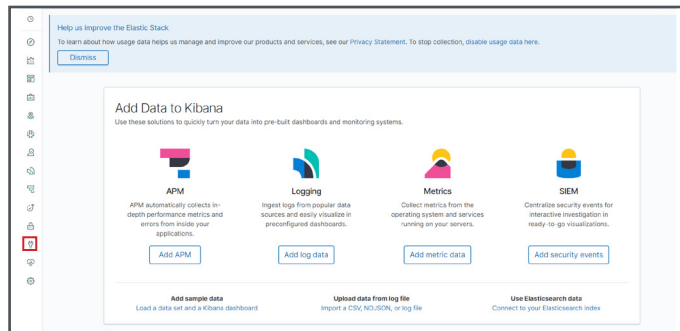 Help us improve the Elastic Stack
To learn about how usage data helps us manage and improve our products and services, see our Privacy Statement. To stop collection, disable usage data here.
Dismiss
Add Data to Kibana
Use these solutions to quickly turn your data into pre-built dashboards and monitoring systems.
APM
APM automatically collects in-
depth performance metrics and
errors from inside your
applications.
Add APM
Logging
Ingest logs from popular data
sources and easily visualize in
preconfigured dashboards.
Add log data
Metrics
Collect metrics from the
operating system and services
running on your servers.
Add metric data
SIEM
Centralize security events for
interactive investigation in
ready-to-go visualizations.
Add security events
Add sample data
Load a data set and a Kibana dashboard
Upload data from log file
Import a CSV, NDJSON, or log file
Use Elasticsearch data
Connect to your Elasticsearch index